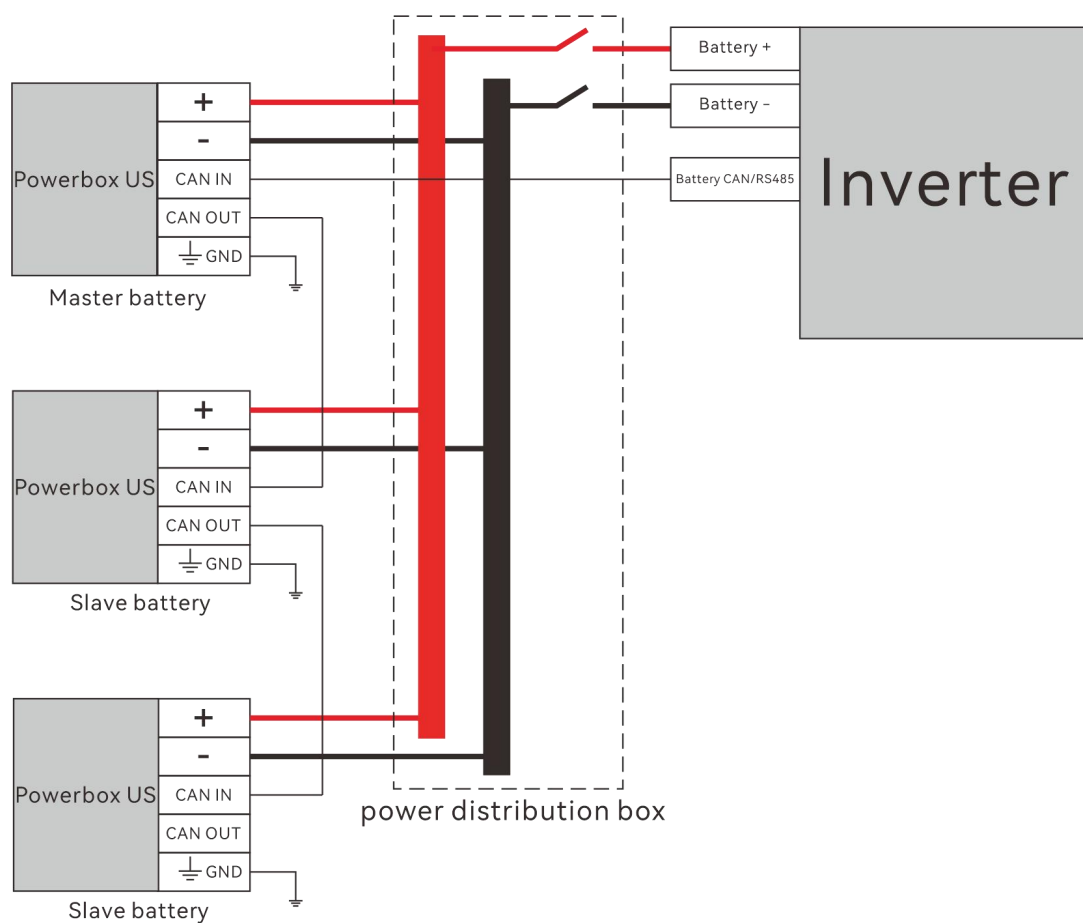 Powerbox US
+
-
CAN IN
CAN OUT
GND
Master battery
Powerbox US
+
-
CAN IN
CAN OUT
GND
Slave battery
Powerbox US
+
-
CAN IN
CAN OUT
GND
Slave battery
power distribution box
Battery +
Battery -
Battery CAN/RS485
Inverter